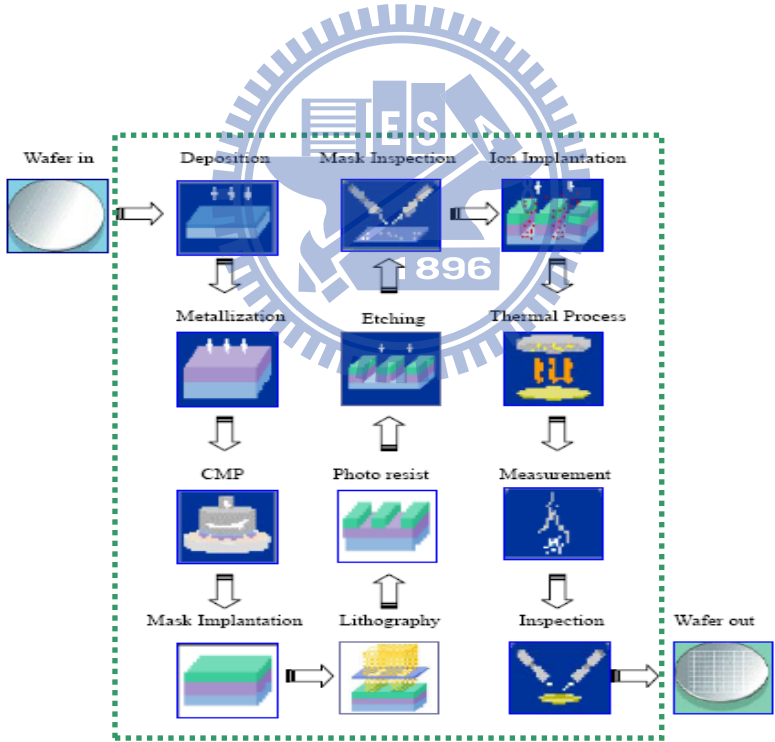 Wafer in
Deposition
Metallization
CMP
Mask Implantation
Lithography
Photo resist
Etching
Mask Inspection
Ion Implantation
Thermal Process
Measurement
Inspection
Wafer out
ES
1896